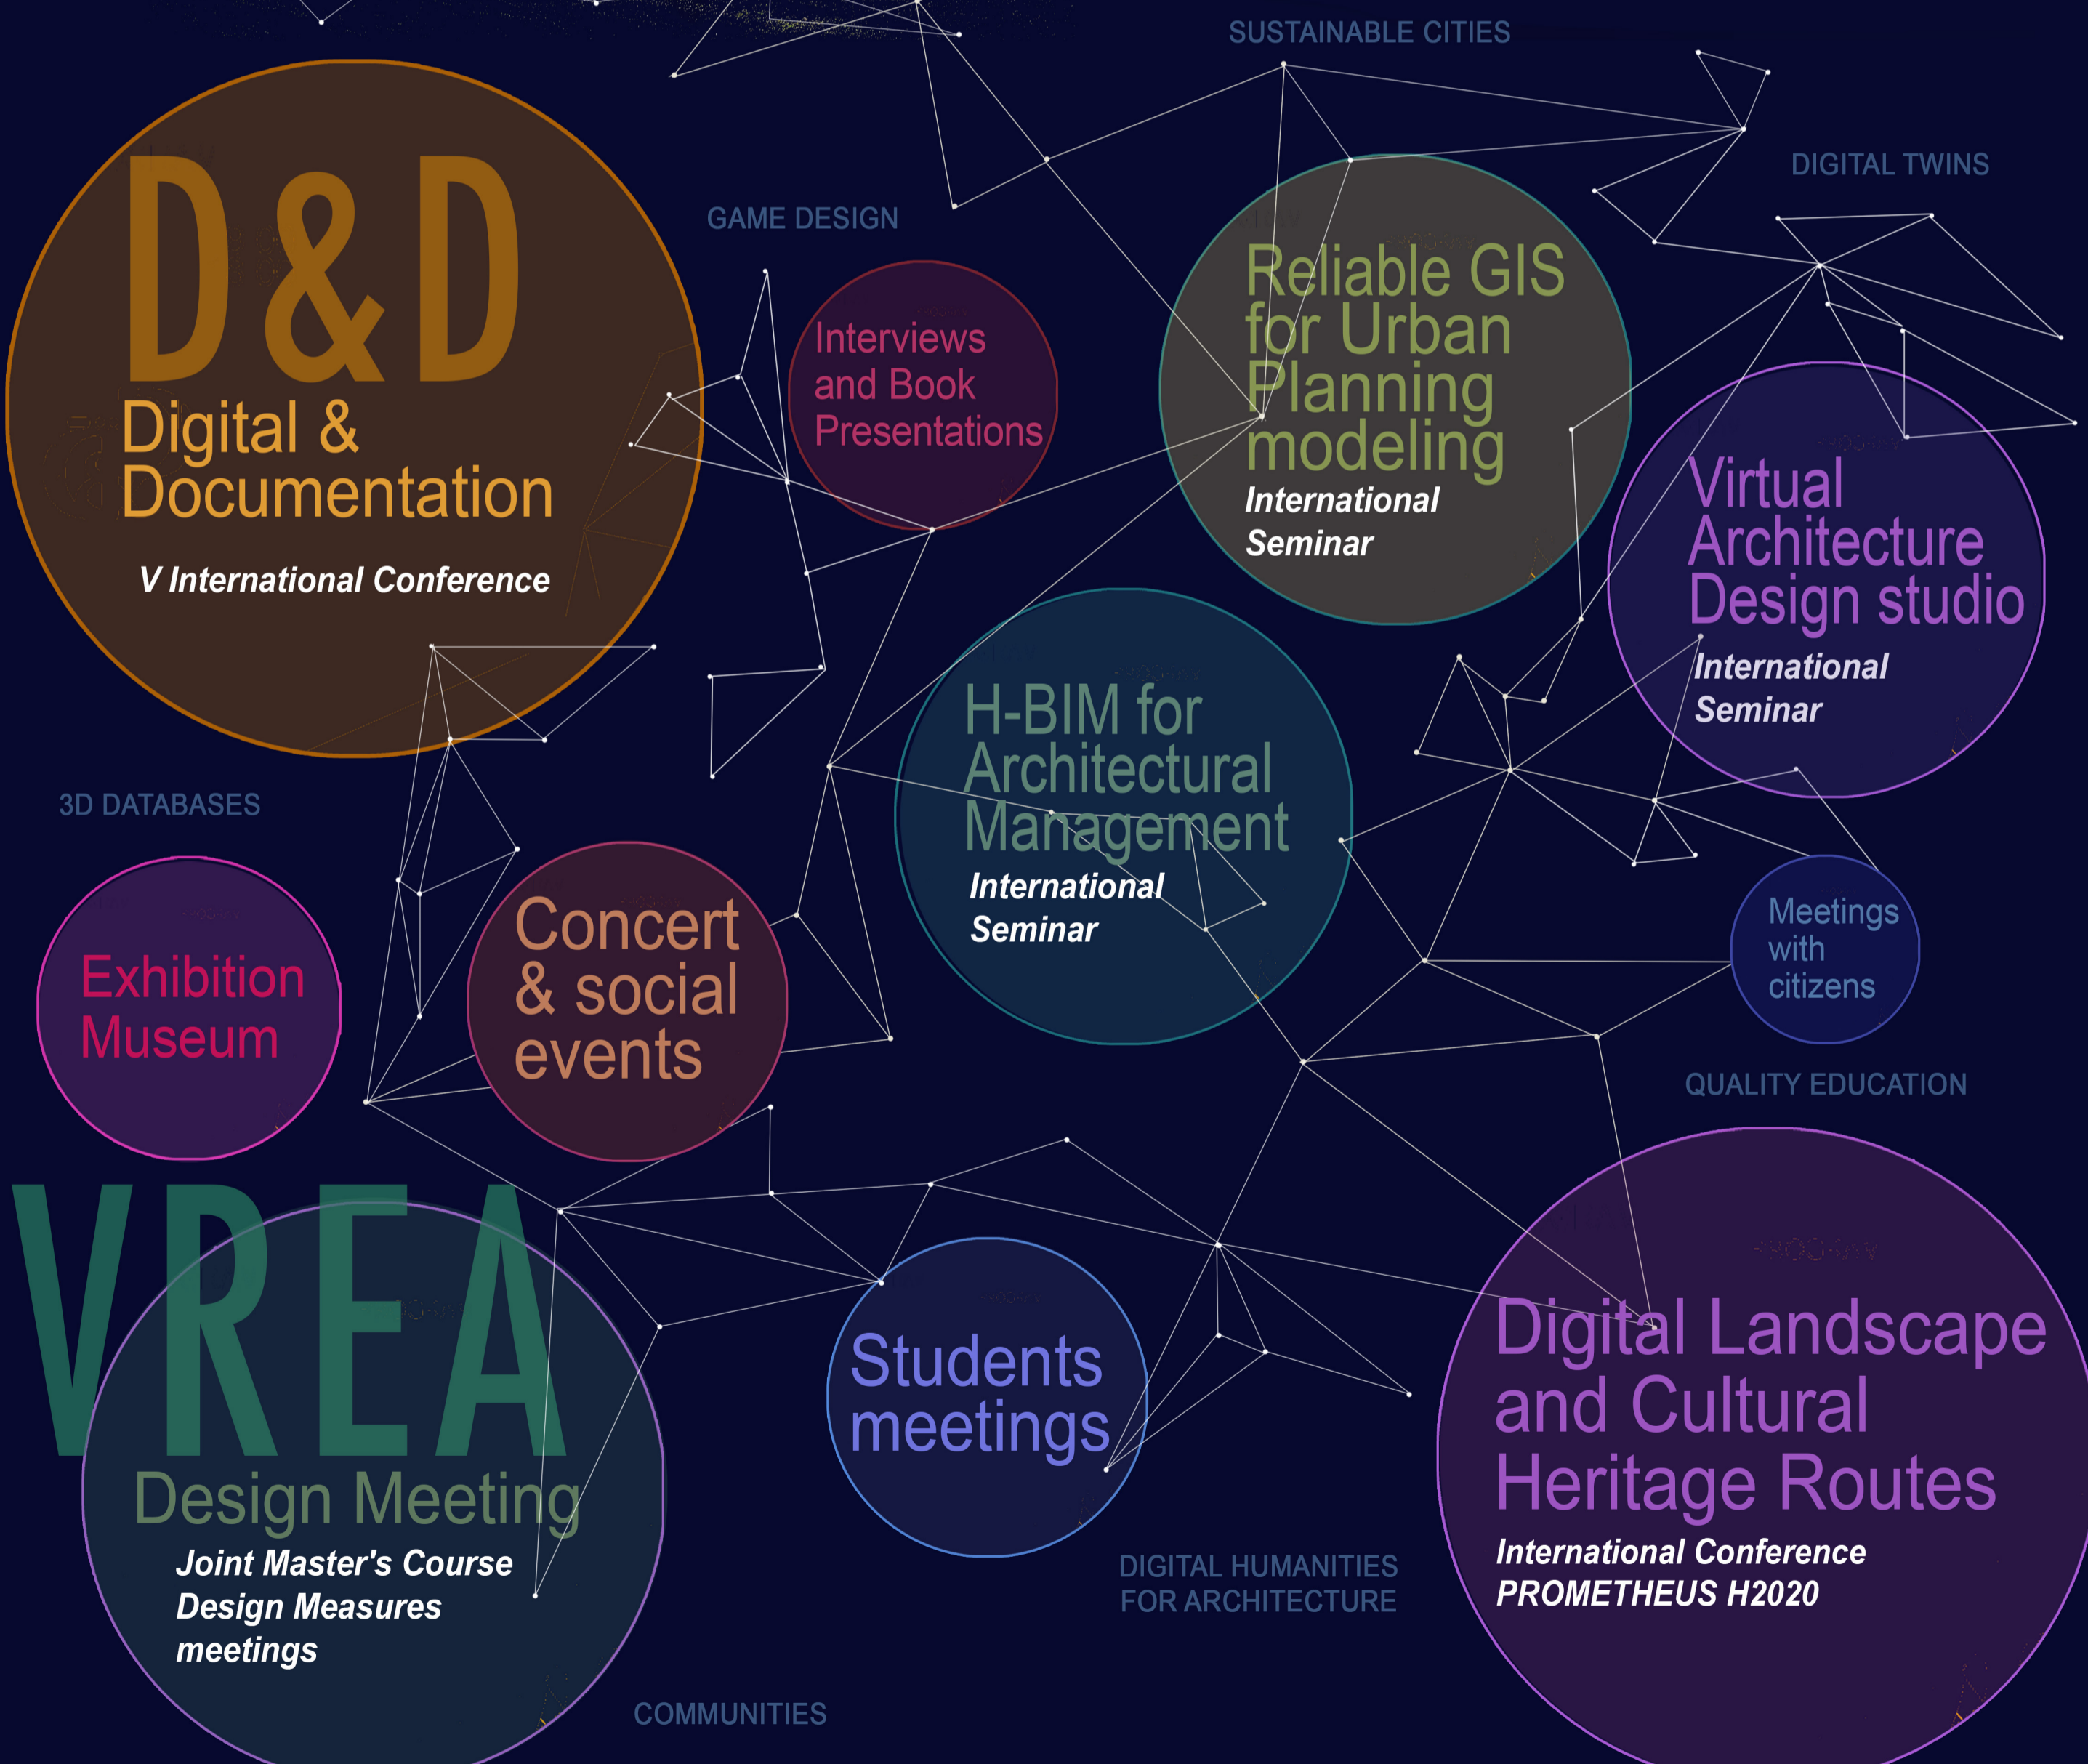 SUSTAINABLE CITIES
D&D
Digital &
Documentation
V International Conference
GAME DESIGN
Interviews
and Book
Presentations
Reliable GIS
for Urban
Planning
modeling
International
Seminar
DIGITAL TWINS
Virtual
Architecture
Design studio
International
Seminar
H-BIM for
Architectural
Management
International
Seminar
3D DATABASES
Exhibition
Museum
Concert
& social
events
Meetings
with
citizens
QUALITY EDUCATION
VREA
Design Meeting
Joint Master's Course
Design Measures
meetings
Students
meetings
Digital Landscape
and Cultural
Heritage Routes
International Conference
PROMETHEUS H2020
DIGITAL HUMANITIES
FOR ARCHITECTURE
COMMUNITIES